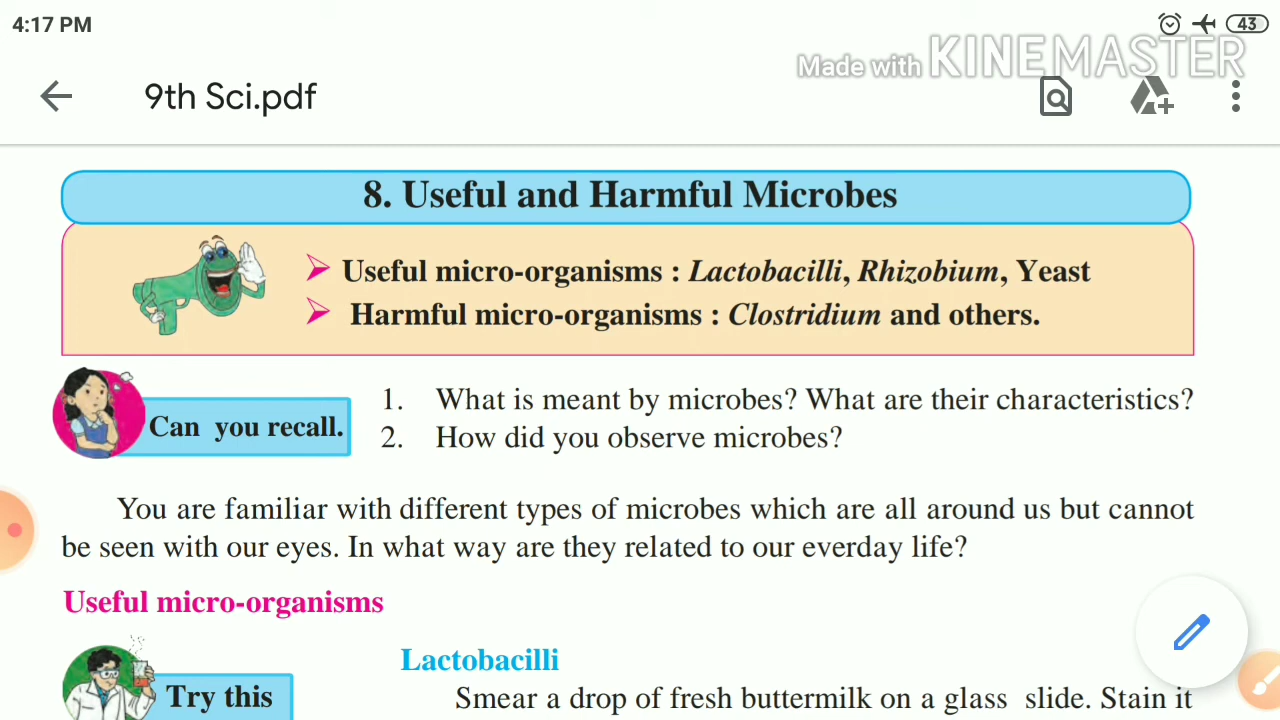 4:17 PM
43
Made with KINEMASTER
9th Sci.pdf
8. Useful and Harmful Microbes
Useful micro-organisms : Lactobacilli, Rhizobium, Yeast
Harmful micro-organisms : Clostridium and others.
Can you recall.
1. What is meant by microbes? What are their characteristics?
2. How did you observe microbes?
You are familiar with different types of microbes which are all around us but cannot
be seen with our eyes. In what way are they related to our everday life?
Useful micro-organisms
Lactobacilli
Try this
Smear a drop of fresh buttermilk on a glass slide. Stain it